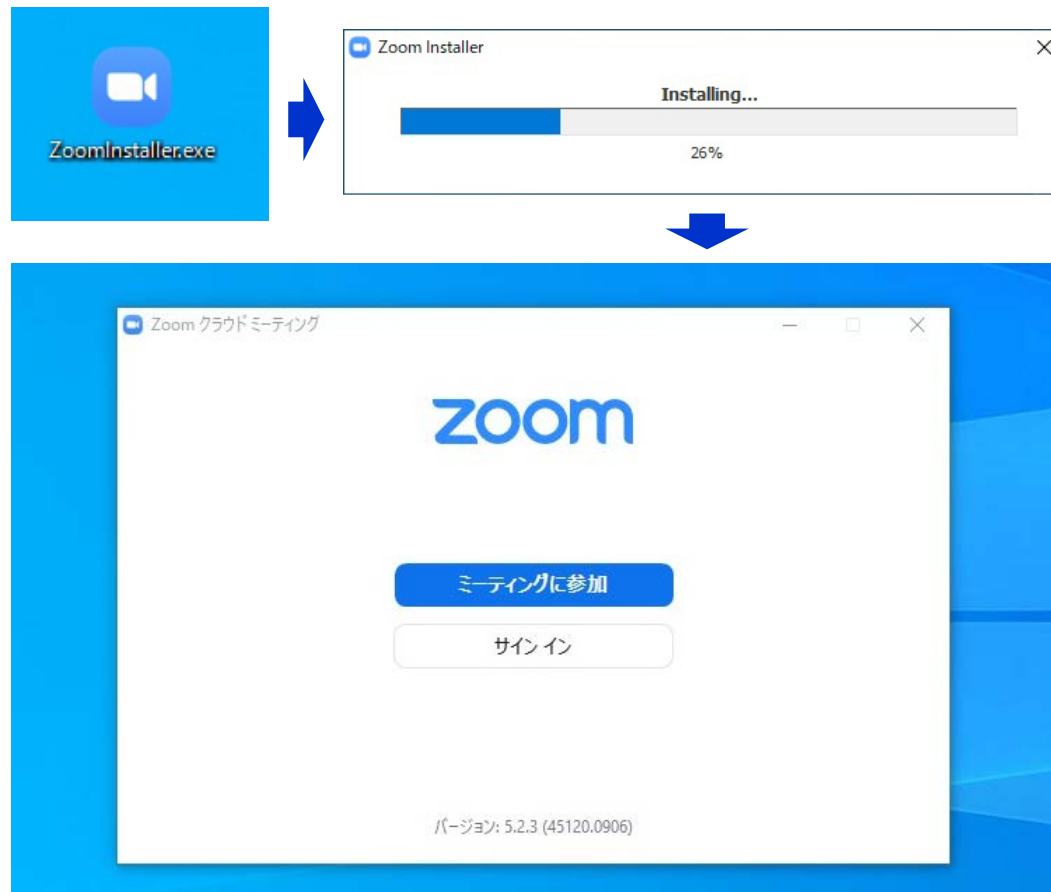 ZoomInstaller.exe
Zoom Installer
Installing...
26%
Zoom クラウド ミーティング
zoom
ミーティングに参加
サイン イン
バージョン: 5.2.3 (45120.0906)